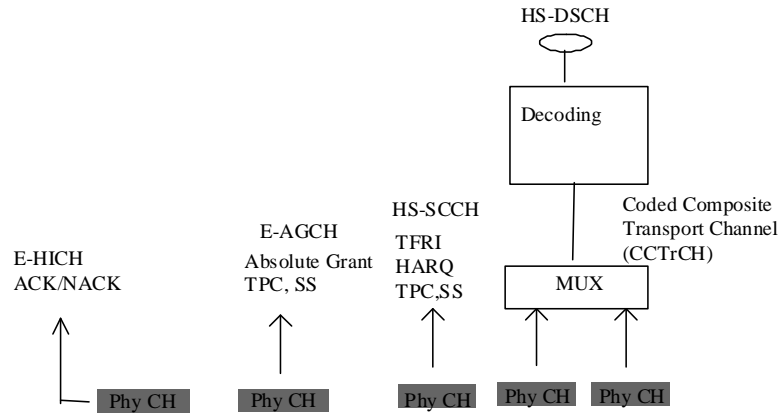 HS-DSCH
Decoding
Coded Composite
Transport Channel
(CCTrCH)
HS-SCCH
TFRI
HARQ
TPC,SS
E-AGCH
Absolute Grant
TPC, SS
E-HICH
ACK/NACK
MUX
Phy CH
Phy CH
Phy CH
Phy CH
Phy CH